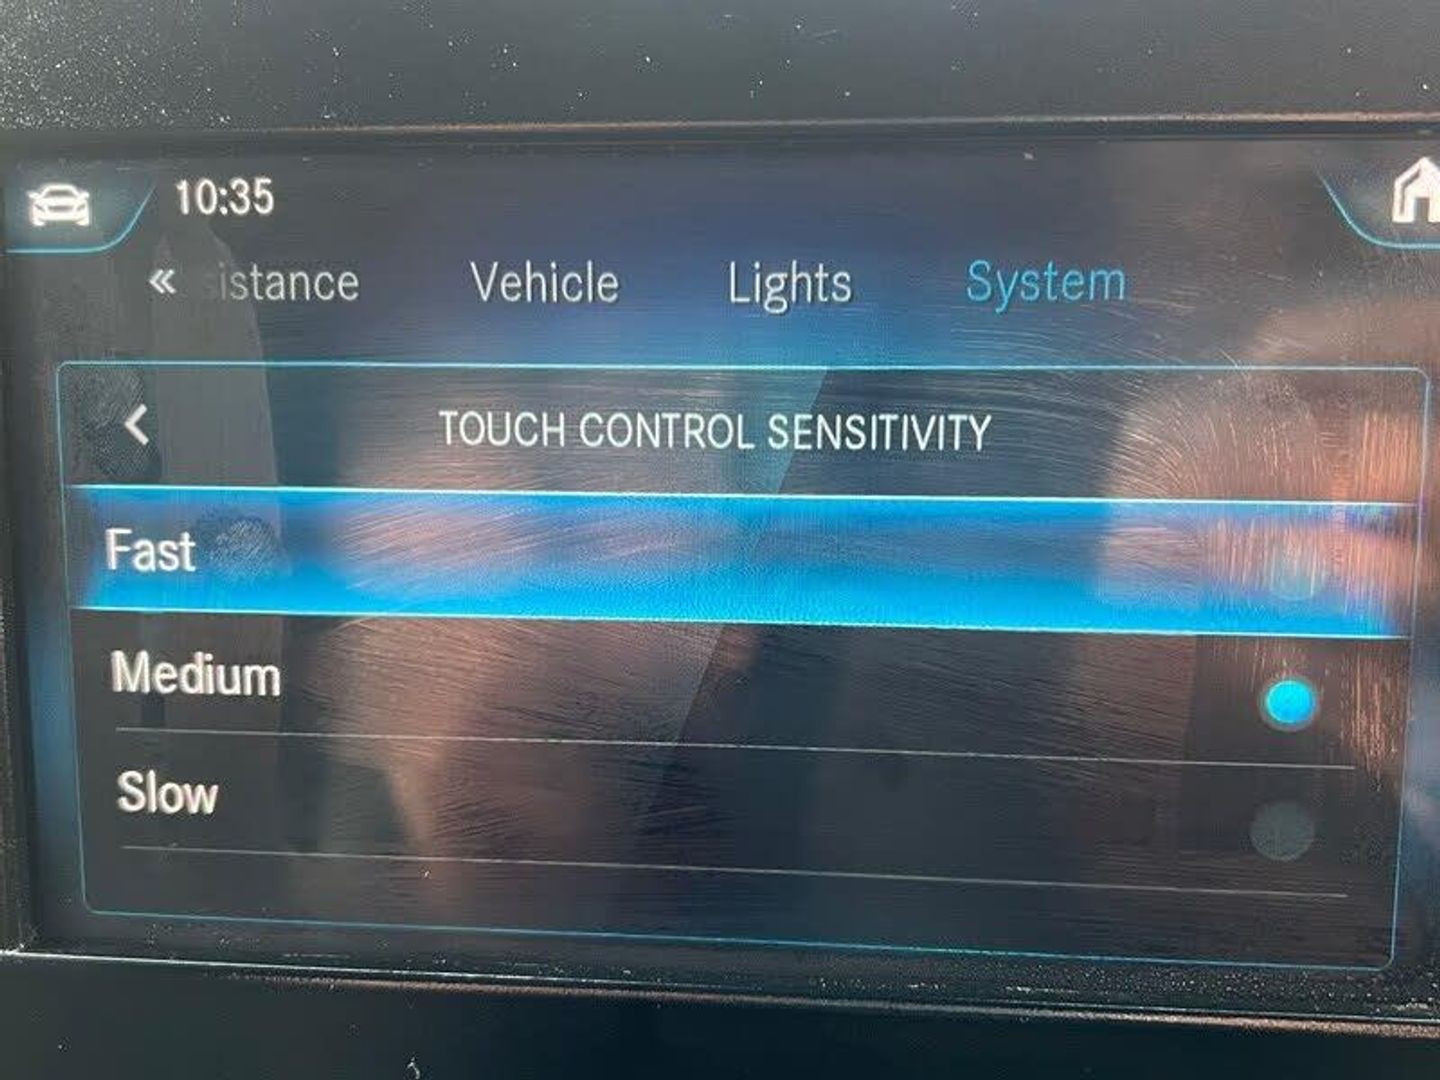 10:35
« istance Vehicle Lights System
TOUCH CONTROL SENSITIVITY
Fast
Medium
Slow